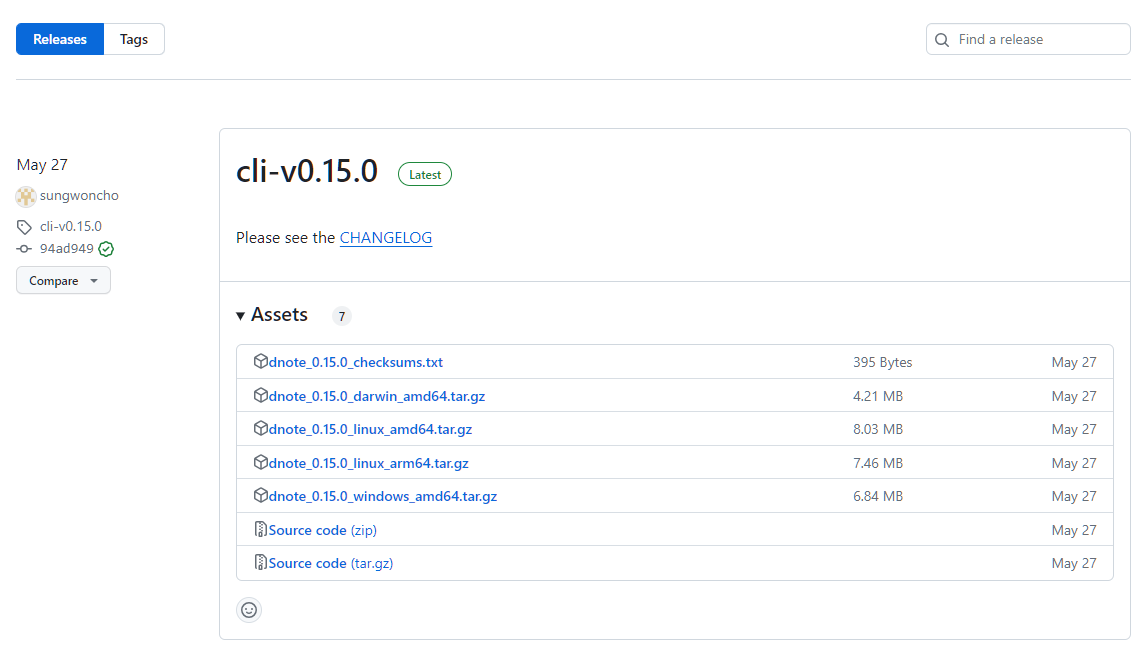 Releases Tags Find a release
May 27
sungwoncho
cli-v0.15.0
94ad949
Compare
cli-v0.15.0 Latest
Please see the CHANGELOG
Assets 7
dnote_0.15.0_checksums.txt 395 Bytes May 27
dnote_0.15.0_darwin_amd64.tar.gz 4.21 MB May 27
dnote_0.15.0_linux_amd64.tar.gz 8.03 MB May 27
dnote_0.15.0_linux_arm64.tar.gz 7.46 MB May 27
dnote_0.15.0_windows_amd64.tar.gz 6.84 MB May 27
Source code (zip) May 27
Source code (tar.gz) May 27